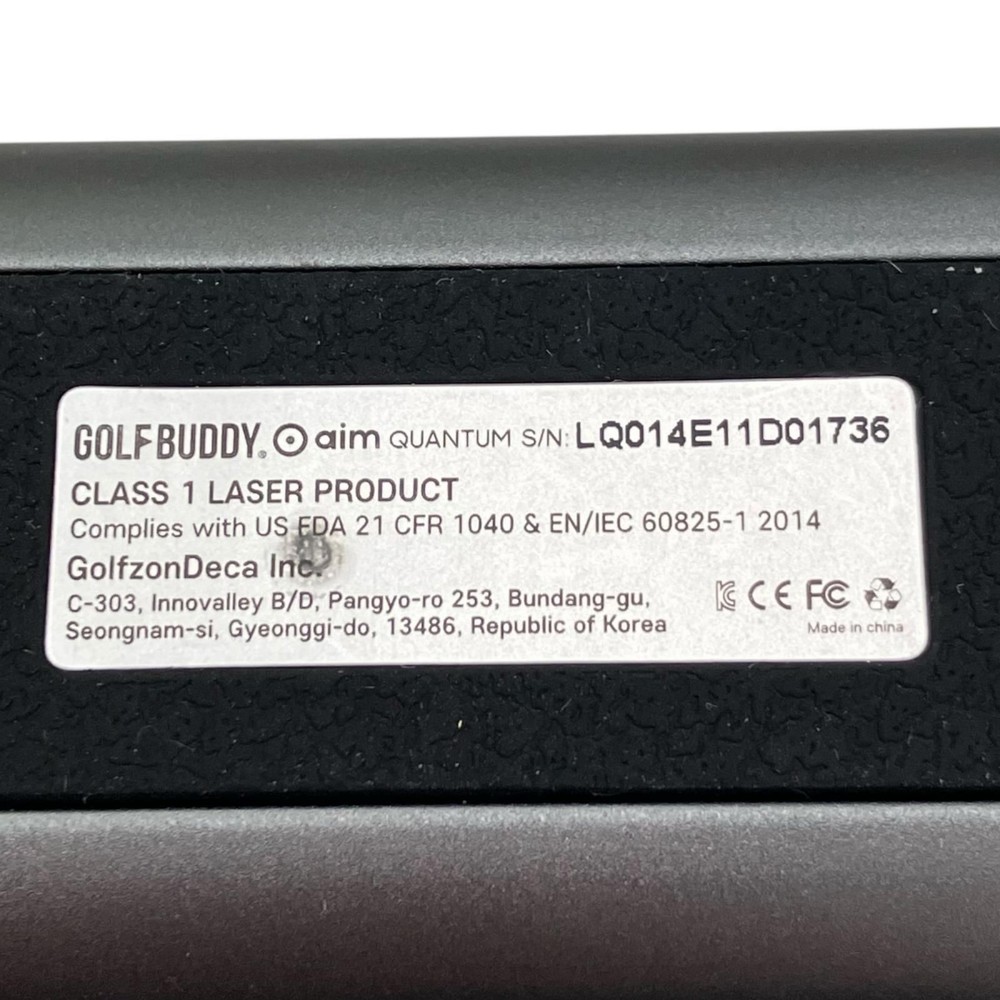 GOLFBUDDY. aim QUANTUM S/N: LQ014E11D01736
CLASS 1 LASER PRODUCT
Complies with US FDA 21 CFR 1040 & EN/IEC 60825-1 2014
GolfzonDeca Inc.
C-303, Innovalley B/D, Pangyo-ro 253, Bundang-gu,
Seongnam-si, Gyeonggi-do, 13486, Republic of Korea
CE FC
Made in china